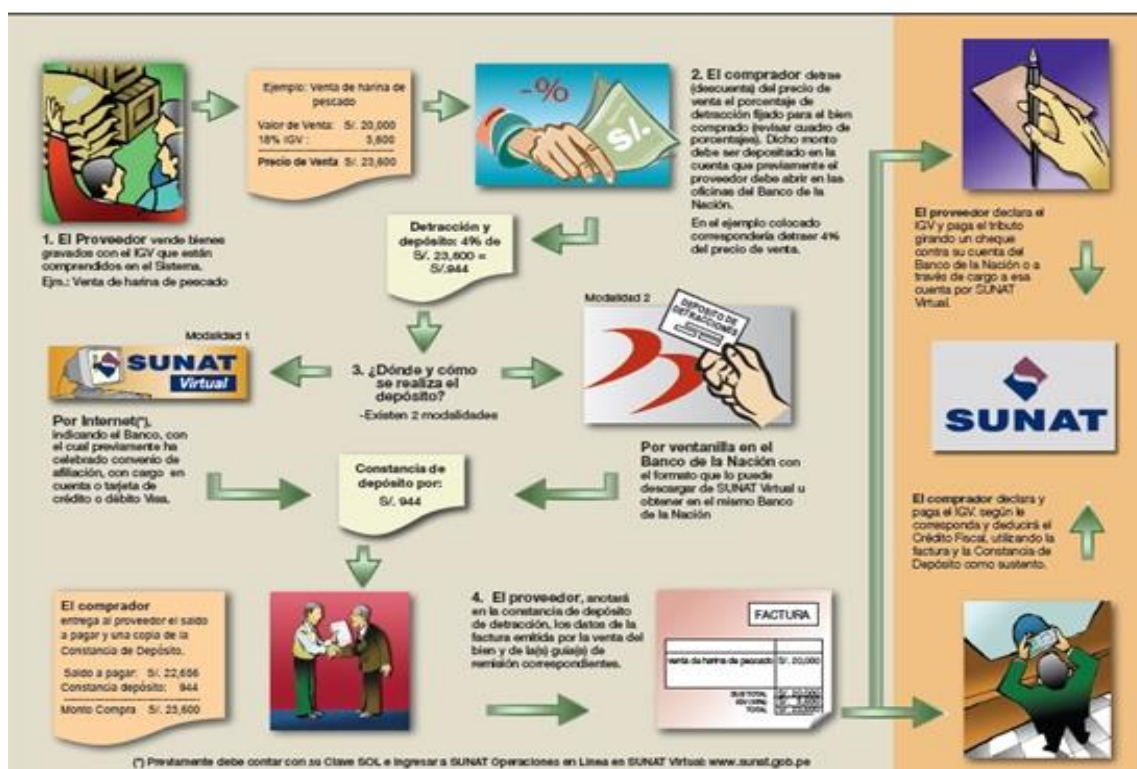 Ejemplo: Venta de harina de
pescado
Valor de Venta: S/. 20,000
18% IGV : 3,600
Precio de Venta S/. 23,600
-%
S/.
1. El Proveedor vende bienes
gravados con el IGV que están
comprendidos en el Sistema.
Ejm.: Venta de harina de pescado
2. El comprador detrae
(descuenta) del precio de
venta el porcentaje de
detracción fijado para el bien
comprado (revisar cuadro de
porcentajes). Dicho monto
debe ser depositado en la
cuenta que previamente el
proveedor debe abrir en las
oficinas del Banco de la
Nación.
En el ejemplo colocado
correspondería detraer 4%
del precio de venta.
Detracción y
depósito: 4% de
S/. 23,600 =
S/.944
Modalidad 1
SUNAT
Virtual
Por Internet(*),
indicando el Banco, con
el cual previamente ha
celebrado convenio de
afiliación, con cargo en
cuenta o tarjeta de
crédito o débito Visa.
3. ¿Dónde y cómo
se realiza el
depósito?
-Existen 2 modalidades
Modalidad 2
DEPOSITO DE
DETRACCIONES
Por ventanilla en el
Banco de la Nación con
el formato que lo puede
descargar de SUNAT Virtual u
obtener en el mismo Banco
de la Nación
Constancia de
depósito por:
S/. 944
El comprador
entrega al proveedor el saldo
a pagar y una copia de la
Constancia de Depósito.
Saldo a pagar: S/. 22,656
Constancia depósito: 944
Monto Compra S/. 23,600
4. El proveedor, anotará
en la constancia de depósito
de detracción, los datos de la
factura emitida por la venta del
bien y de la(s) guía(s) de
remisión correspondientes.
FACTURA
venta de harina de pescado S/. 20,000
SUB TOTAL S/. 20,000
IGV (18%) S/. 3,600
TOTAL S/. 23,600
El proveedor declara el
IGV y paga el tributo
girando un cheque
contra su cuenta del
Banco de la Nación o a
través de cargo a esa
cuenta por SUNAT
Virtual.
SUNAT
El comprador declara y
paga el IGV, según le
corresponda y deducirá el
Crédito Fiscal, utilizando la
factura y la Constancia de
Depósito como sustento.
(*) Previamente debe contar con su Clave SOL e ingresar a SUNAT Operaciones en Línea en SUNAT Virtual: www.sunat.gob.pe